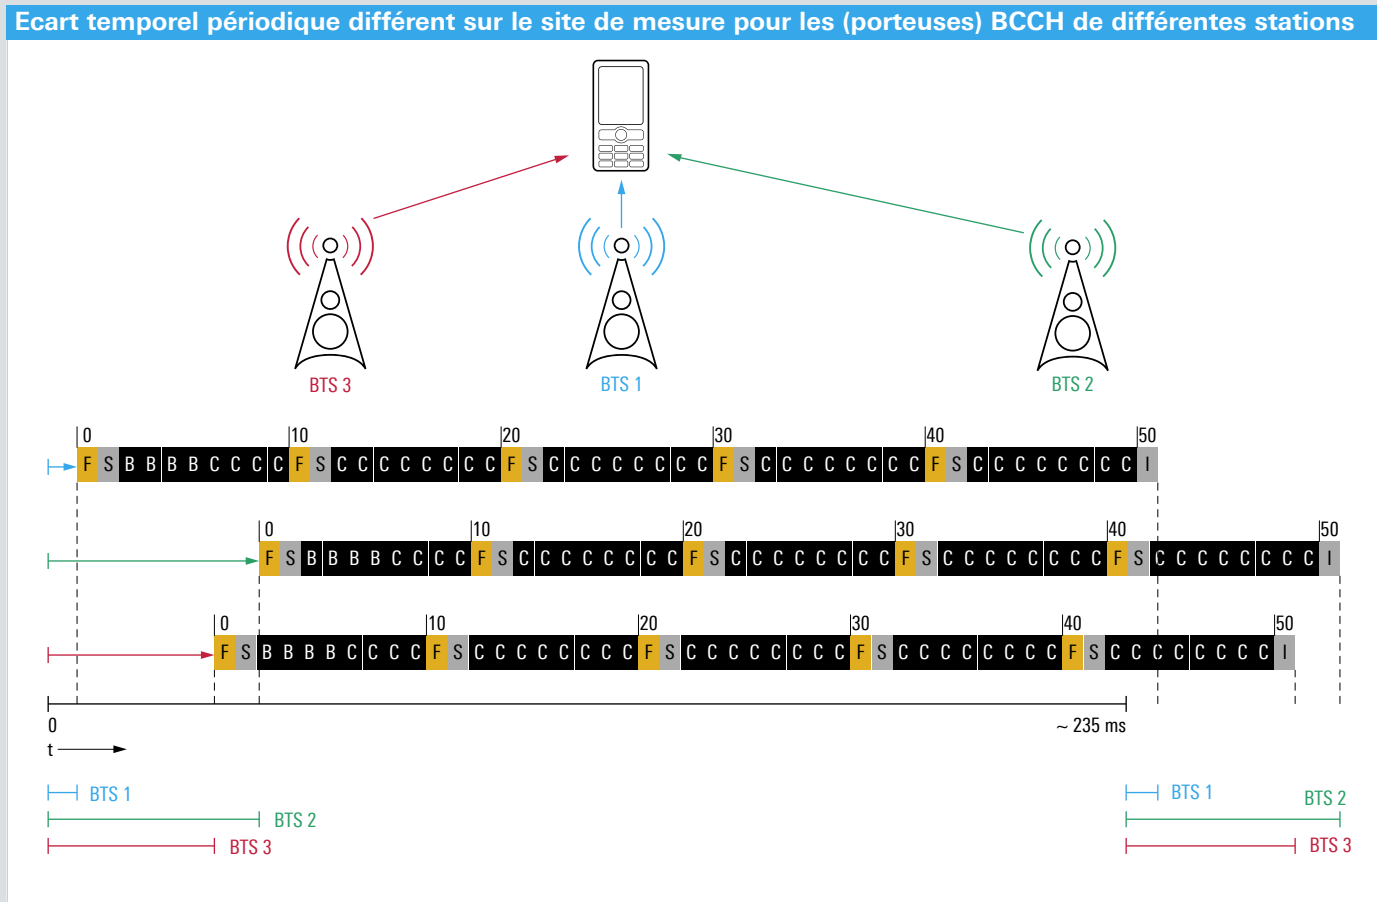 Ecart temporel périodique différent sur le site de mesure pour les (porteuses) BCCH de différentes stations
BTS 3 BTS 1 BTS 2
0 10 20 30 40 50
F S B B B B C C C C F S C C C C C C C C F S C C C C C C C C F S C C C C C C C C F S C C C C C C C C I
0 10 20 30 40 50
F S B B B B C C C C F S C C C C C C C C F S C C C C C C C C F S C C C C C C C C F S C C C C C C C C I
0 10 20 30 40 50
F S B B B B C C C C F S C C C C C C C C F S C C C C C C C C F S C C C C C C C C F S C C C C C C C C I
0 ~ 235 ms
t
BTS 1 BTS 1
BTS 2 BTS 2
BTS 3 BTS 3